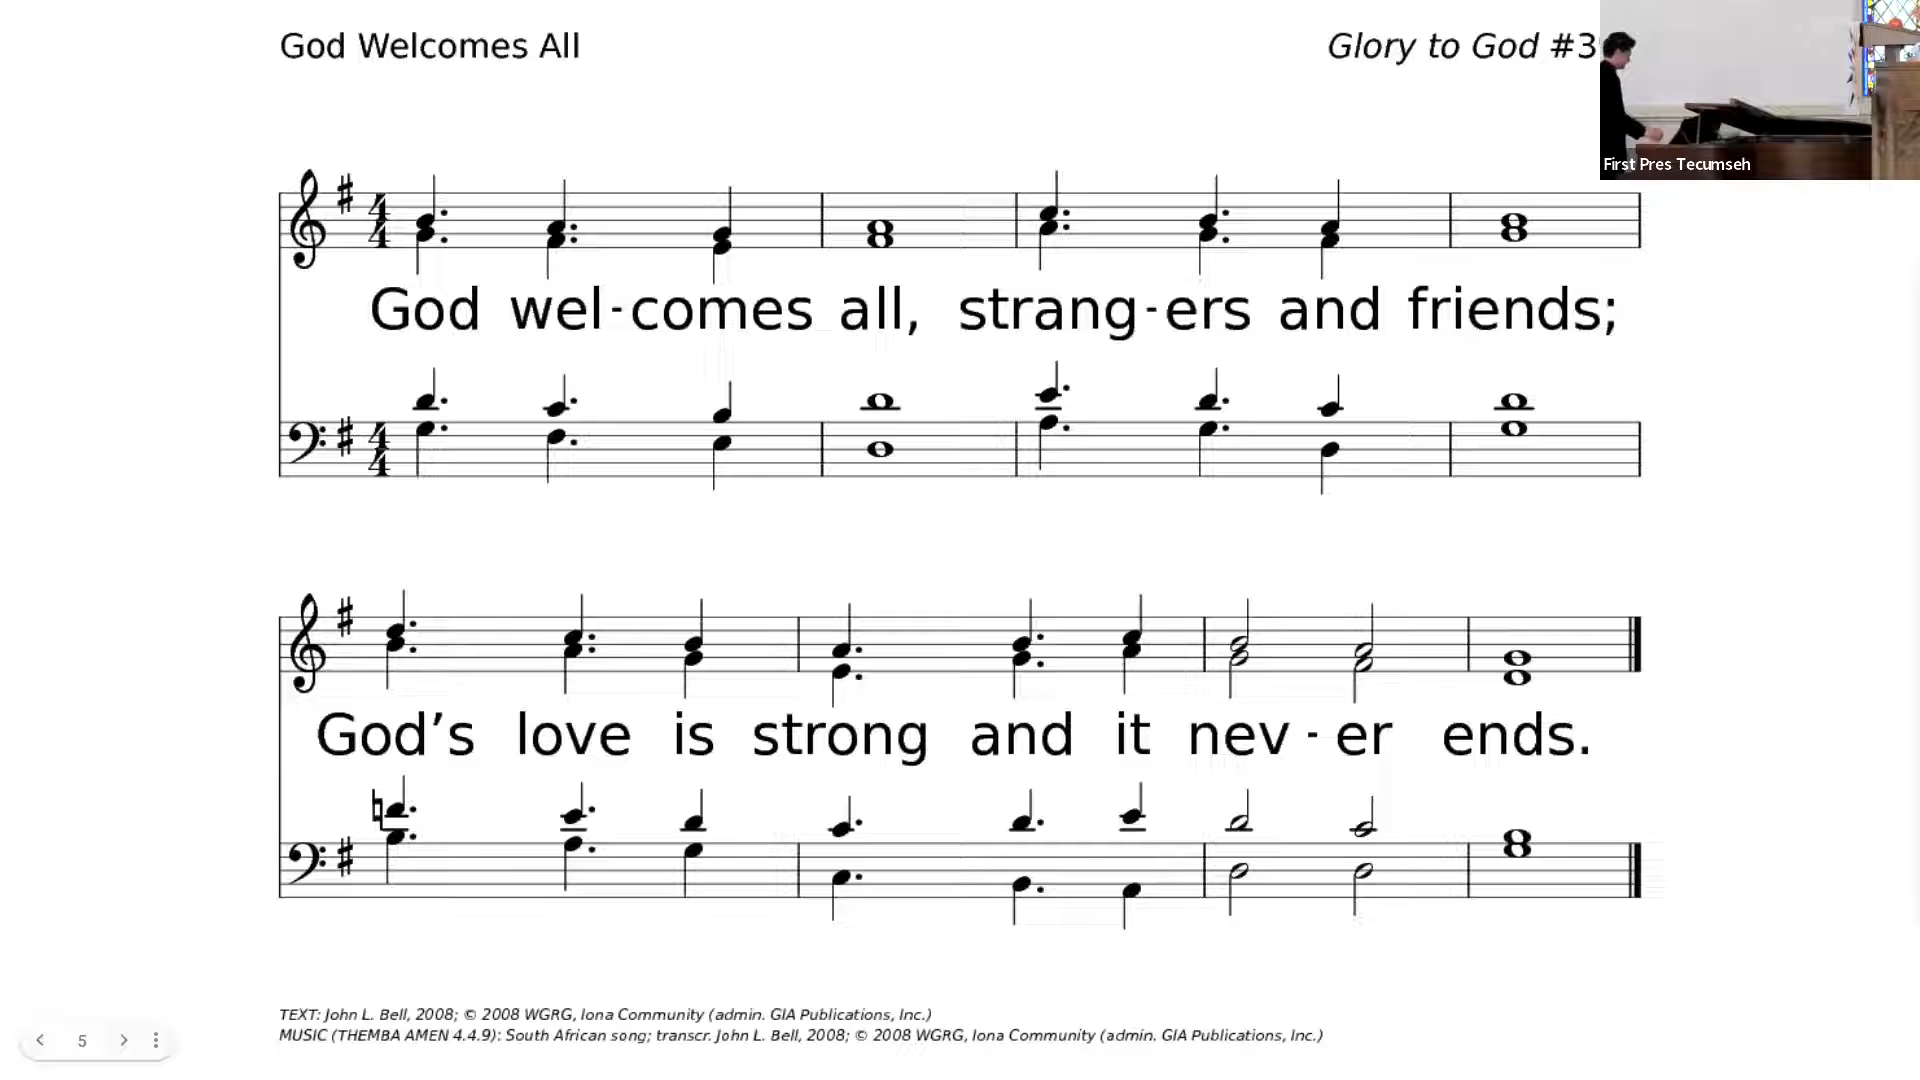 God Welcomes All
Glory to God #3
First Pres Tecumseh
God wel-comes all, strang-ers and friends;
God’s love is strong and it nev-er ends.
TEXT: John L. Bell, 2008; © 2008 WGRG, Iona Community (admin. GIA Publications, Inc.)
MUSIC (THEMBA AMEN 4.4.9): South African song; transcr. John L. Bell, 2008; © 2008 WGRG, Iona Community (admin. GIA Publications, Inc.)
5